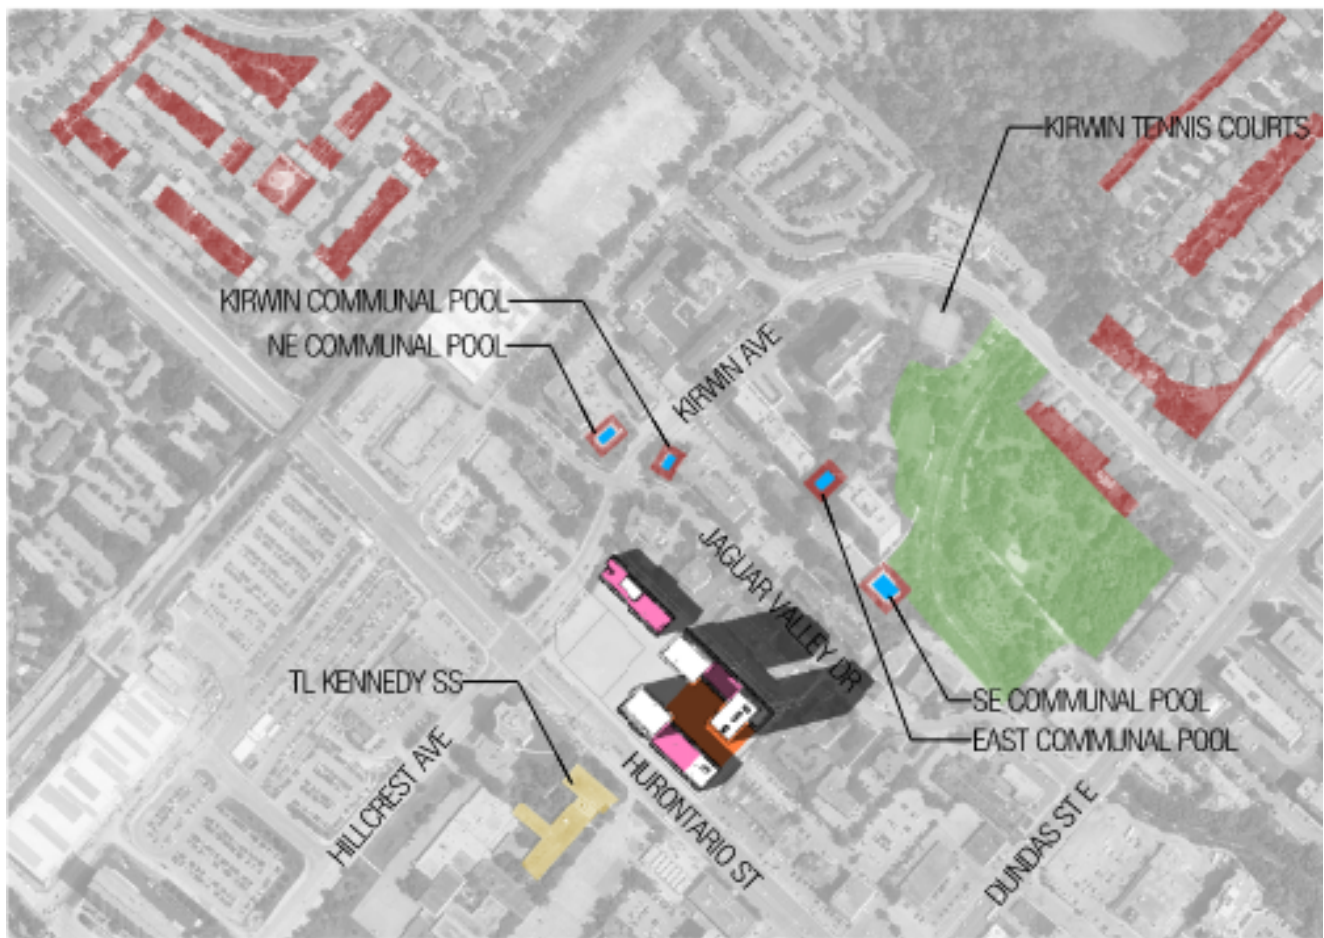 KIRWIN TENNIS COURTS
KIRWIN COMMUNAL POOL
NE COMMUNAL POOL
KIRWIN AVE
JAGUAR VALLEY DR
TL KENNEDY SS
SE COMMUNAL POOL
EAST COMMUNAL POOL
HILLCREST AVE
HURONTARIO ST
DUNDAS ST E